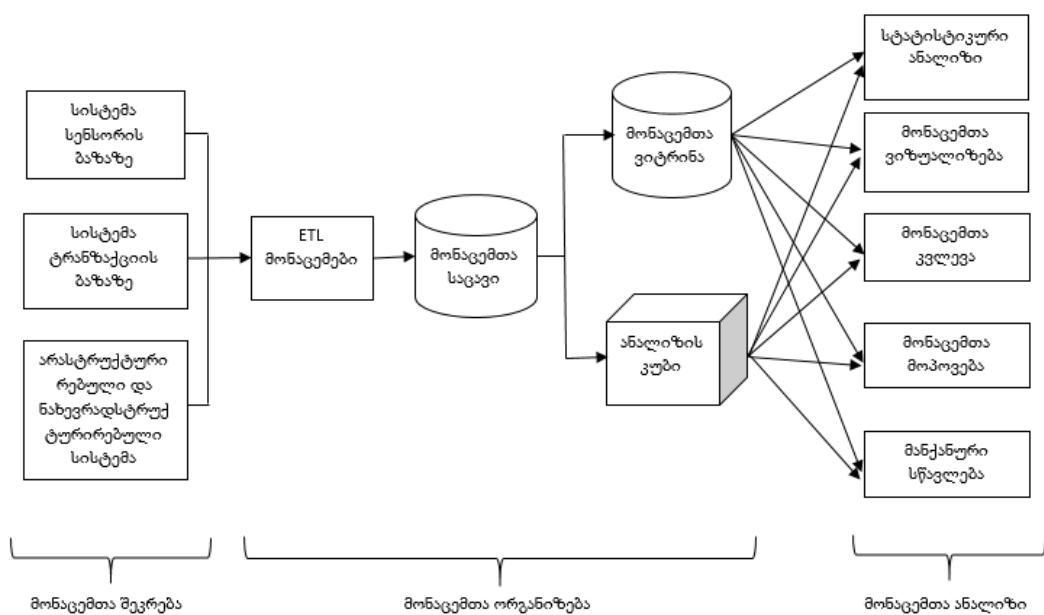 სისტემა
სენსორის
ბაზაზე
სისტემა
ტრანზაქციის
ბაზაზე
არასტრუქტური
რებული და
ნახევრადსტრუქ
ტურირებული
სისტემა
ETL
მონაცემები
მონაცემთა
საცავი
მონაცემთა
ვიტრინა
ანალიზის
კუბი
სტატისტიკური
ანალიზი
მონაცემთა
ვიზუალიზება
მონაცემთა
კვლევა
მონაცემთა
მოპოვება
მანქანური
სწავლება
მონაცემთა შეკრება
მონაცემთა ორგანიზება
მონაცემთა ანალიზი